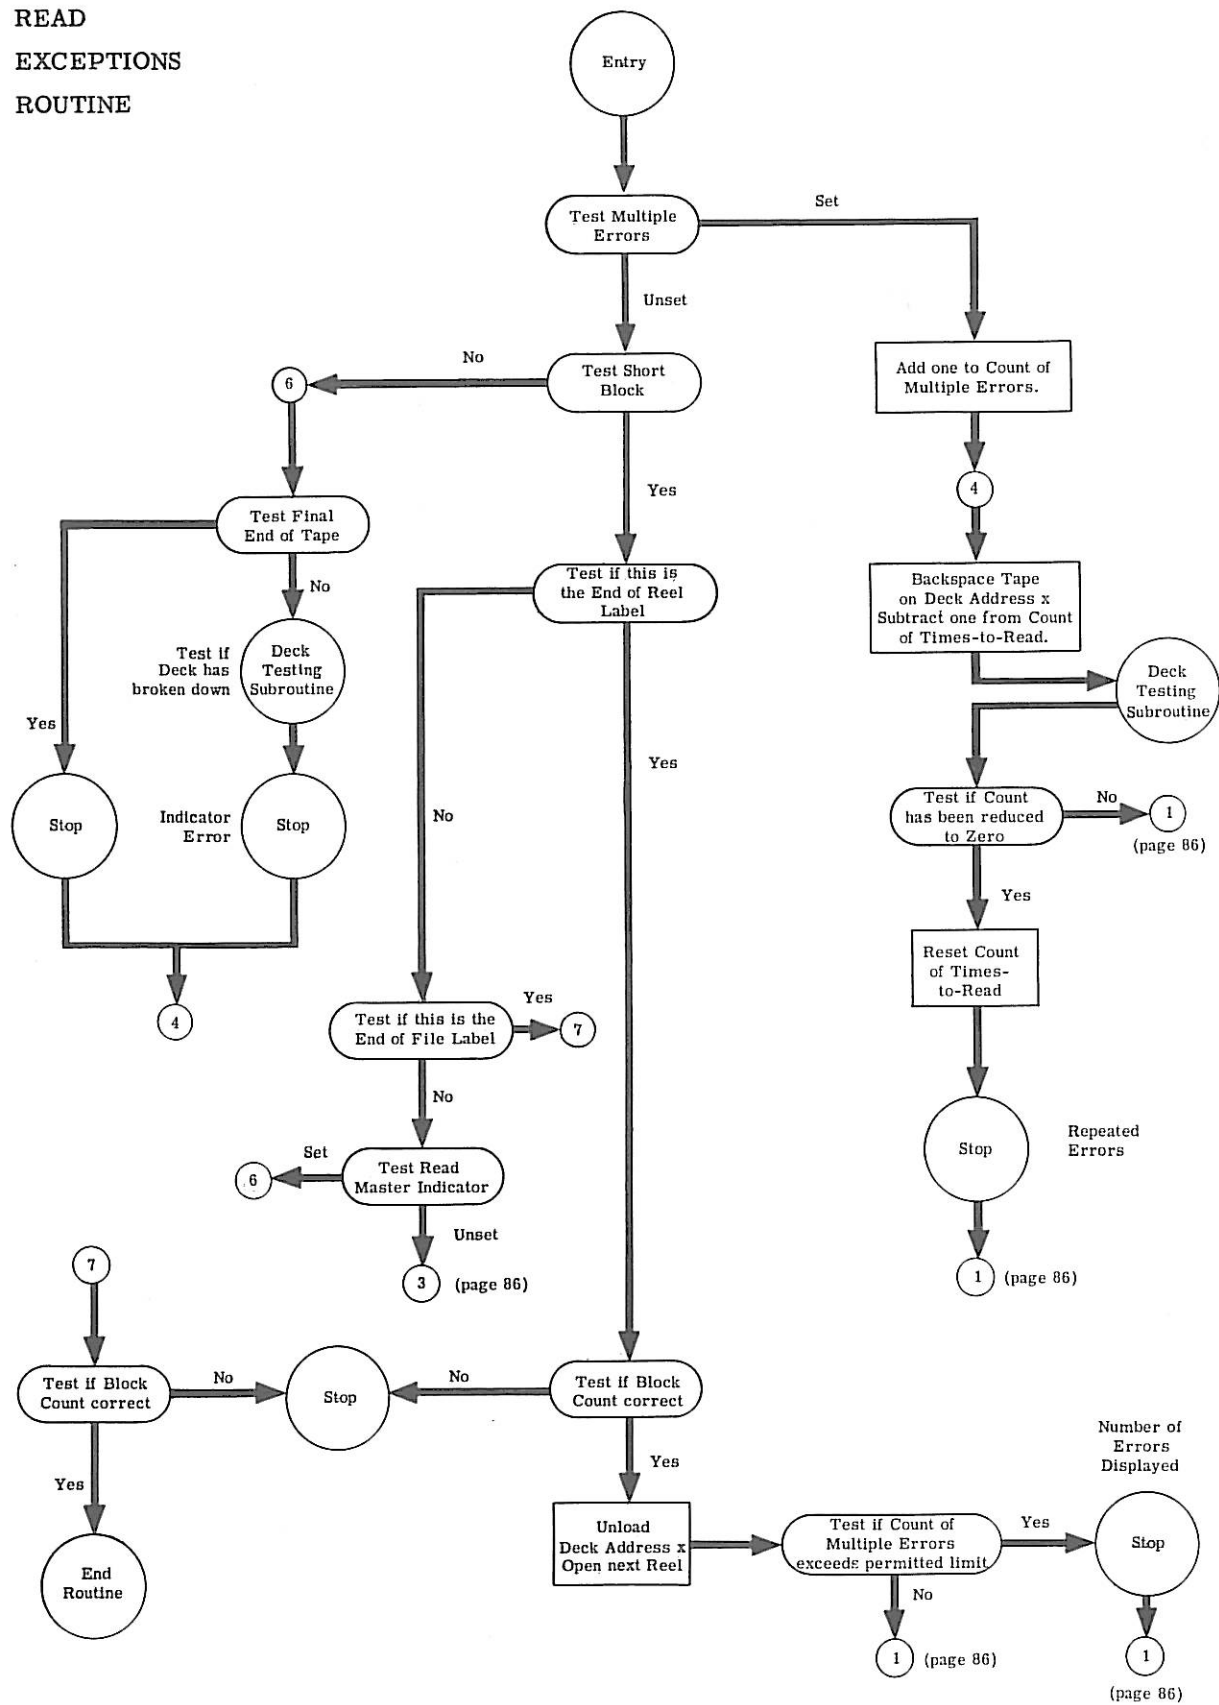 READ
EXCEPTIONS
ROUTINE
Entry
Test Multiple
Errors
Set
Unset
Add one to Count of
Multiple Errors.
Test Short
Block
No
6
Yes
4
Test Final
End of Tape
No
Yes
Test if
Deck has
broken down
Deck
Testing
Subroutine
Stop
Indicator
Error
Stop
4
Test if this is
the End of Reel
Label
No
Yes
Backspace Tape
on Deck Address x
Subtract one from Count
of Times-to-Read.
Deck
Testing
Subroutine
Test if Count
has been reduced
to Zero
No
1
(page 86)
Yes
Reset Count
of Times-
to-Read
Stop
Repeated
Errors
1
(page 86)
Test if this is the
End of File Label
Yes
7
No
Test Read
Master Indicator
Set
6
Unset
3
(page 86)
7
Test if Block
Count correct
No
Stop
No
Test if Block
Count correct
Yes
End
Routine
Yes
Unload
Deck Address x
Open next Reel
Test if Count of
Multiple Errors
exceeds permitted limit
Yes
Number of
Errors
Displayed
Stop
No
1
(page 86)
1
(page 86)